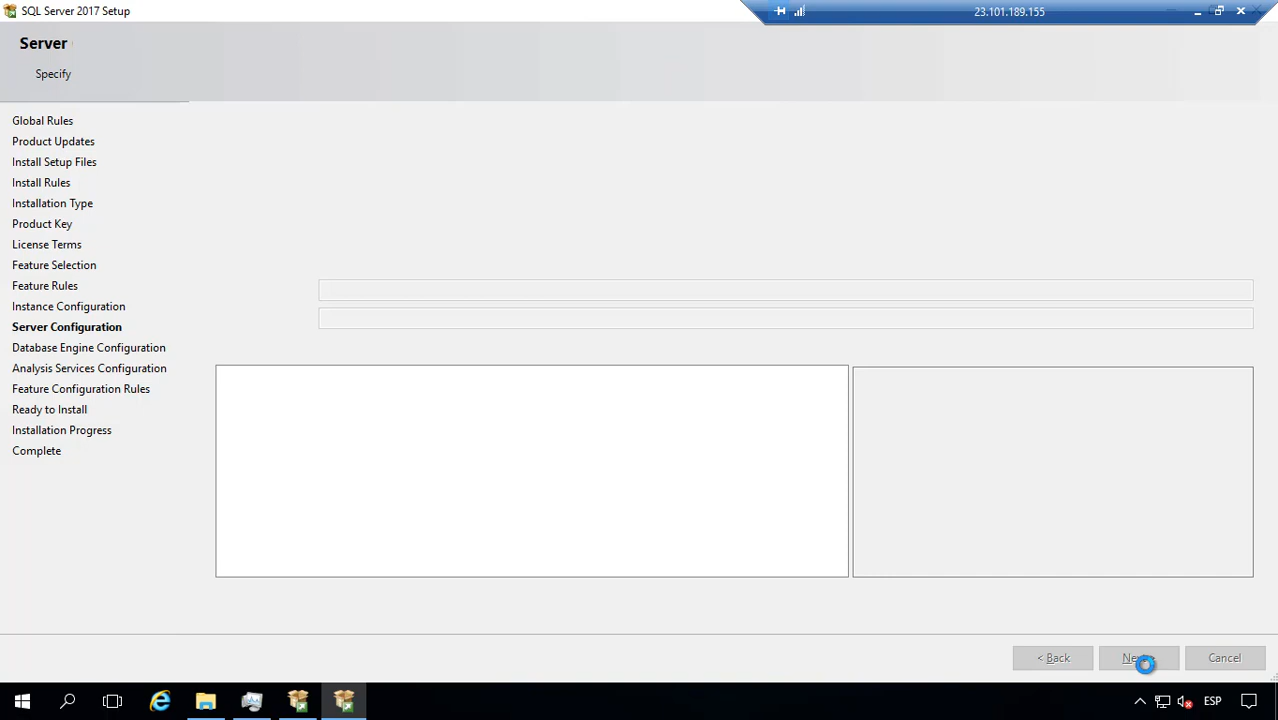 SQL Server 2017 Setup
23.101.189.155
Server
Specify
Global Rules
Product Updates
Install Setup Files
Install Rules
Installation Type
Product Key
License Terms
Feature Selection
Feature Rules
Instance Configuration
Server Configuration
Database Engine Configuration
Analysis Services Configuration
Feature Configuration Rules
Ready to Install
Installation Progress
Complete
< Back
Cancel
ESP